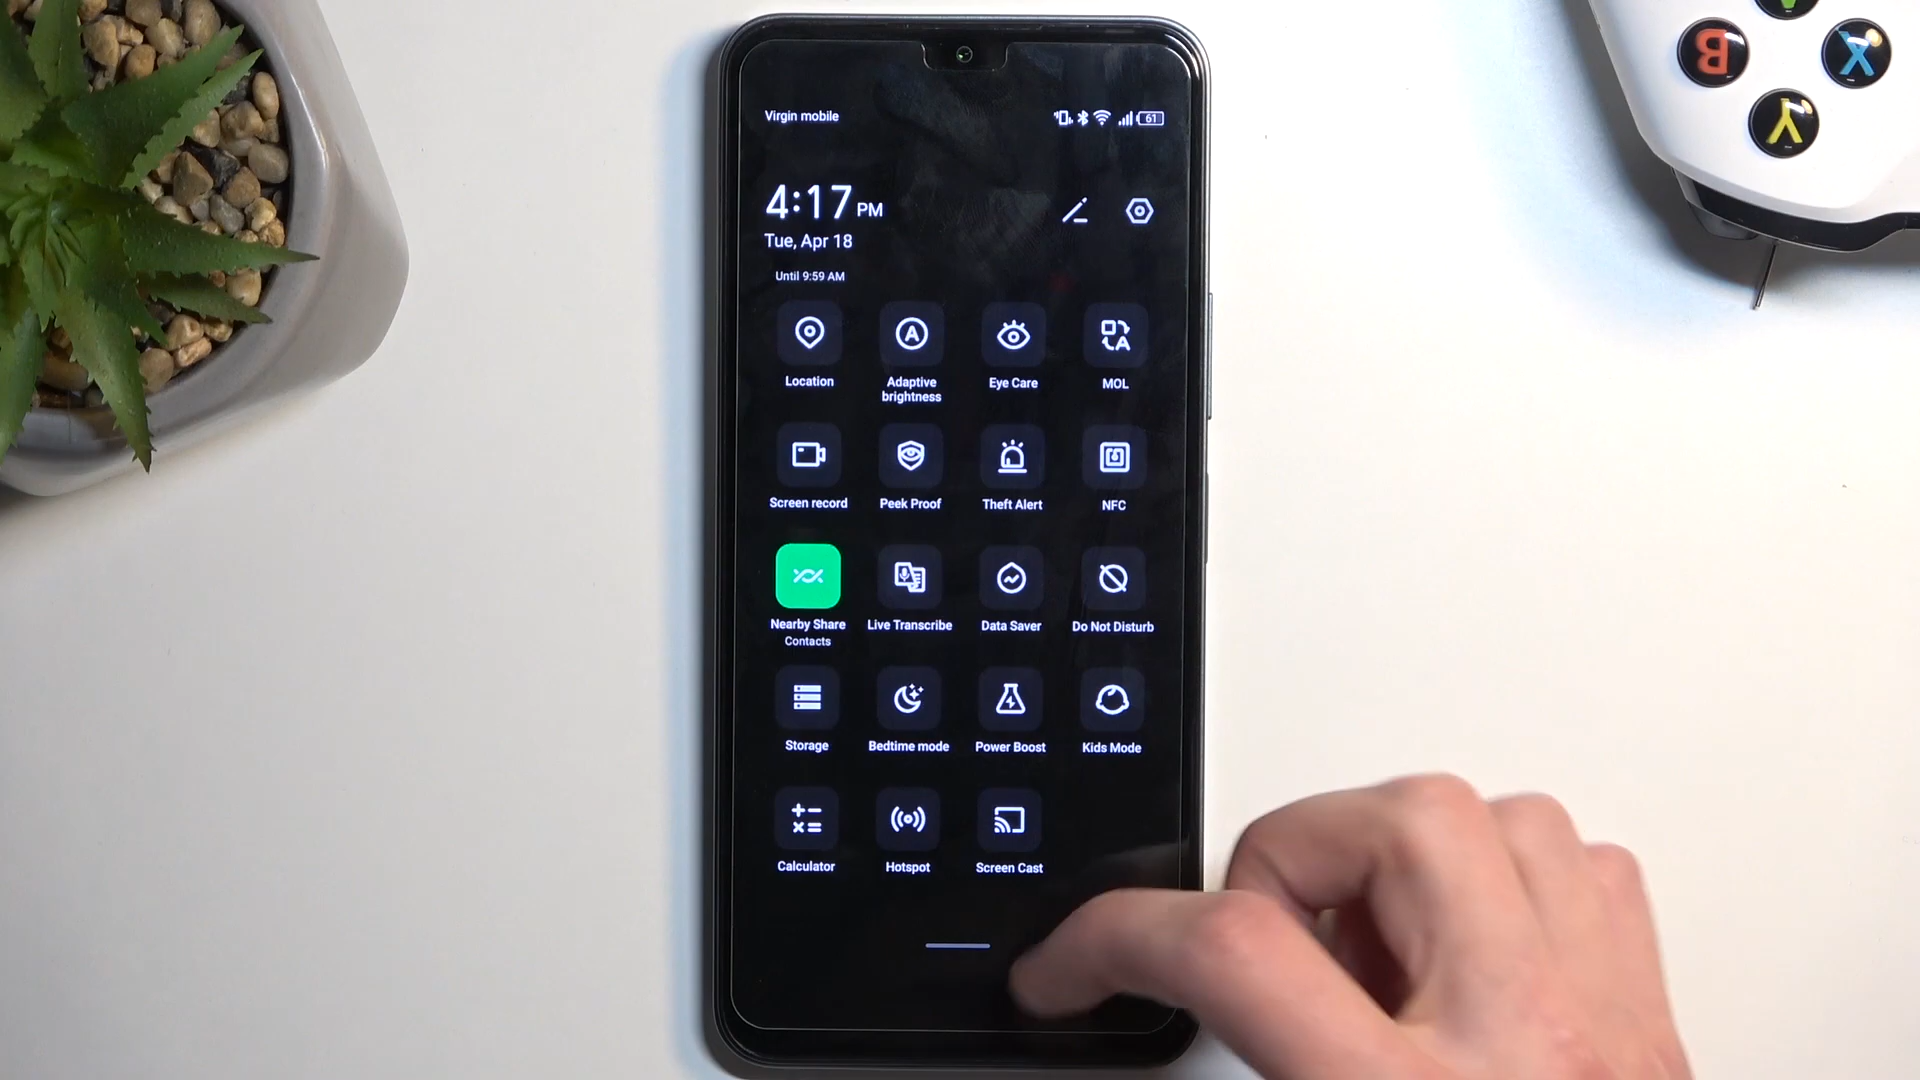 Virgin mobile
61
4:17 PM
Tue, Apr 18
Until 9:59 AM
Location
Adaptive
brightness
Eye Care
MOL
Screen record
Peek Proof
Theft Alert
NFC
Nearby Share
Contacts
Live Transcribe
Data Saver
Do Not Disturb
Storage
Bedtime mode
Power Boost
Kids Mode
Calculator
Hotspot
Screen Cast
B
X
Y